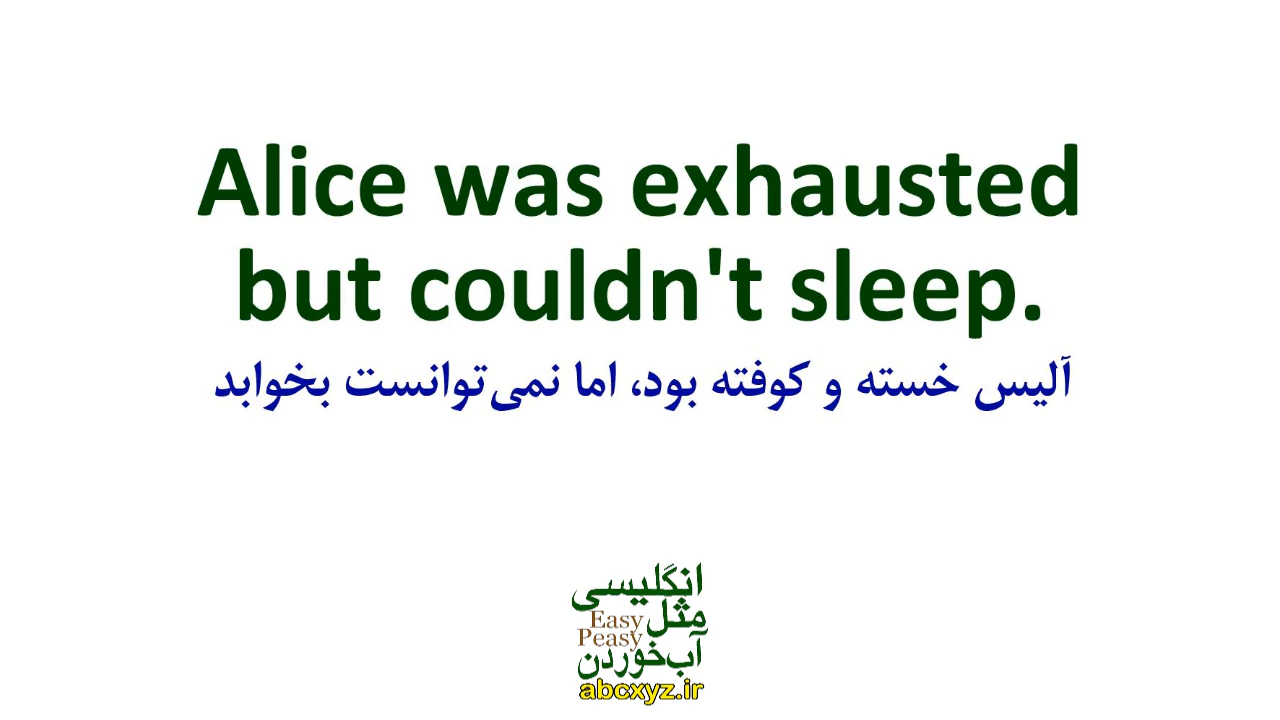 Alice was exhausted
but couldn't sleep.
آلیس خسته و کوفته بود، اما نمی‌توانست بخوابد
انگلیسی
مثل
Easy
Peasy
آب‌خوردن
abcxyz.ir